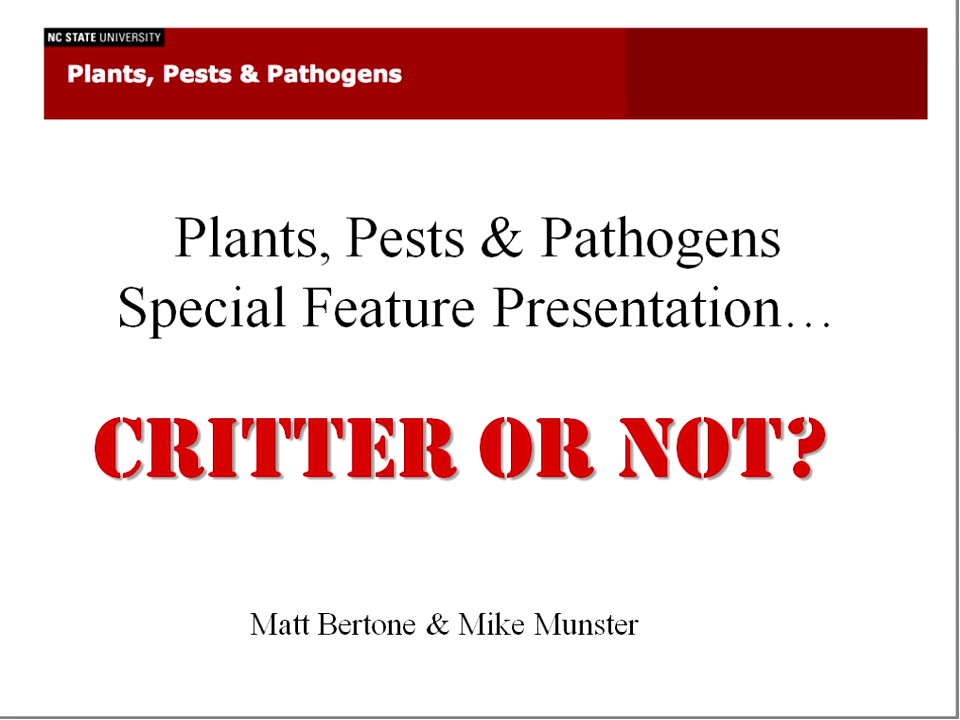 NC STATE UNIVERSITY
Plants, Pests & Pathogens
Plants, Pests & Pathogens
Special Feature Presentation…
CRITTER OR NOT?
Matt Bertone & Mike Munster